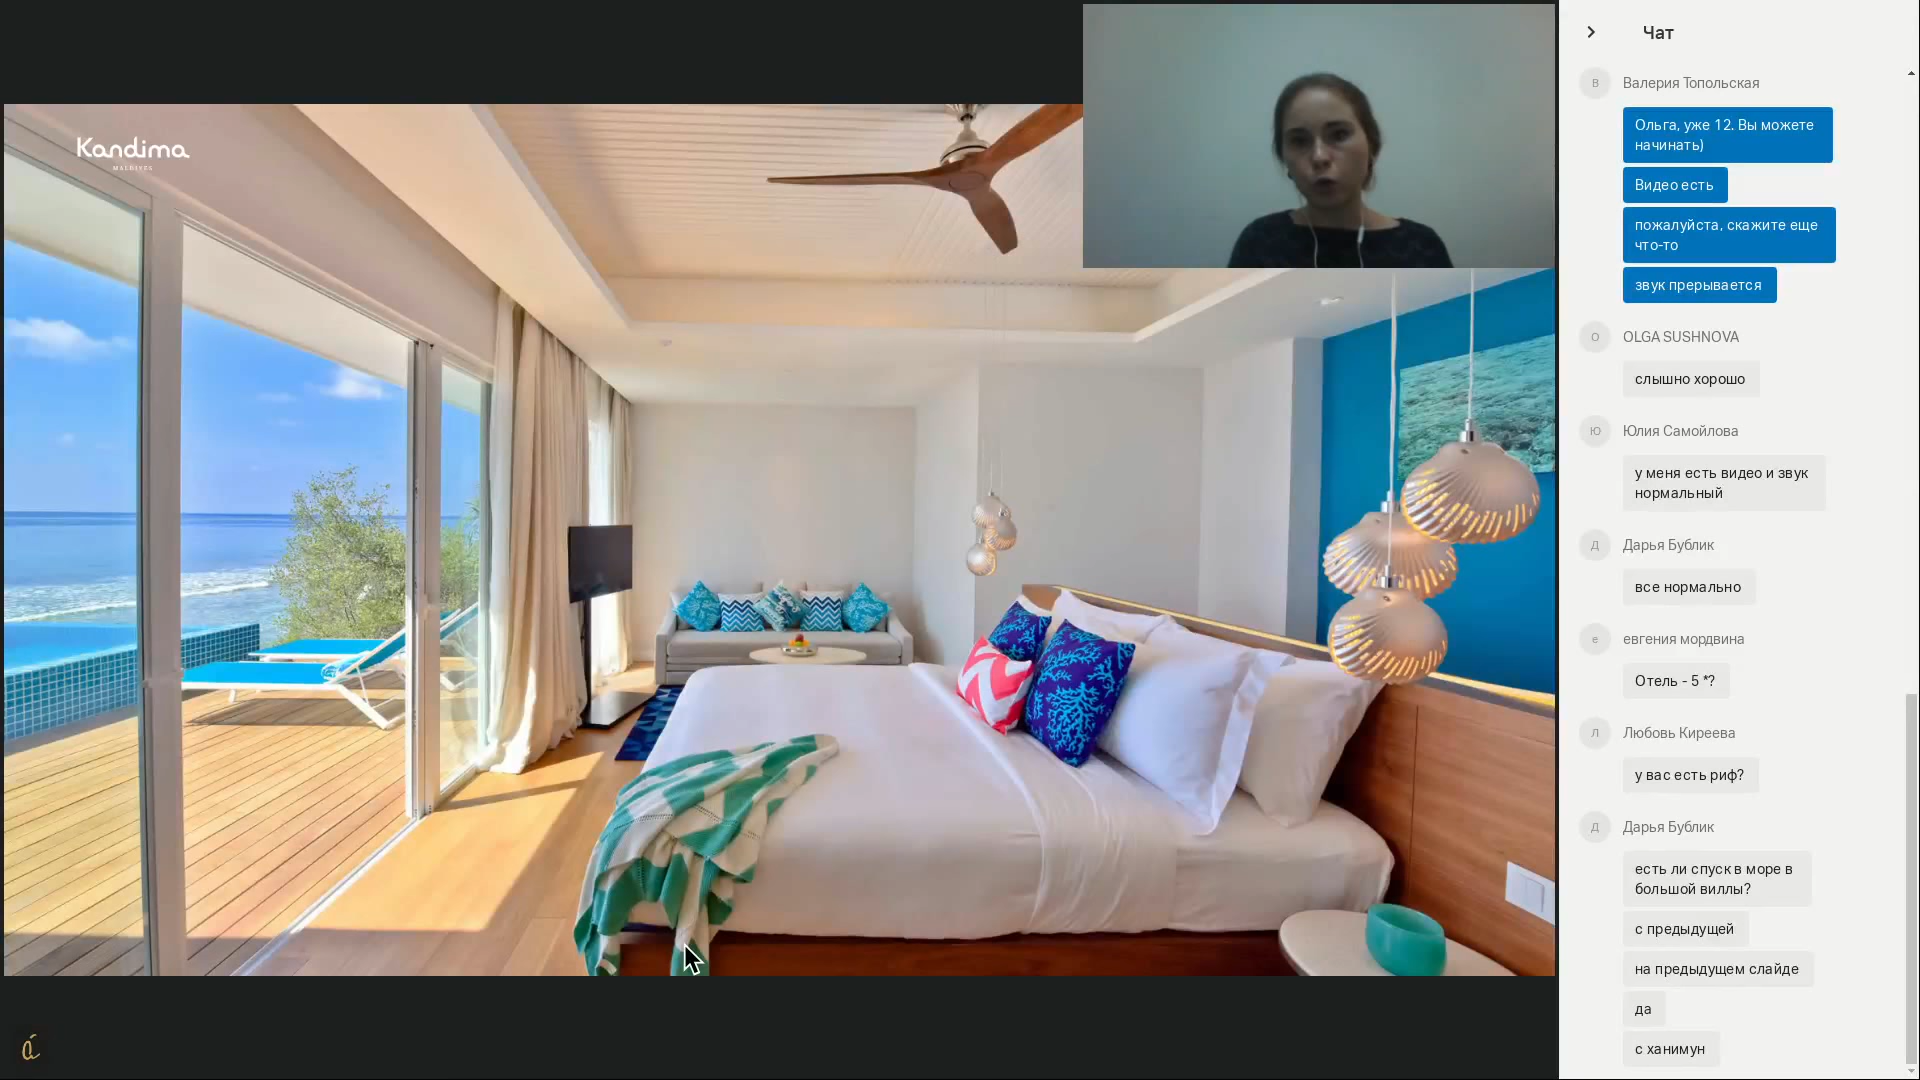 Kandima
MALDIVES
á
Чат
В
Валерия Топольская
Ольга, уже 12. Вы можете
начинать)
Видео есть
пожалуйста, скажите еще
что-то
звук прерывается
O
OLGA SUSHNOVA
слышно хорошо
Ю
Юлия Самойлова
у меня есть видео и звук
нормальный
Д
Дарья Бублик
все нормально
е
евгения мордвина
Отель - 5 *?
Л
Любовь Киреева
у вас есть риф?
Д
Дарья Бублик
есть ли спуск в море в
большой виллы?
с предыдущей
на предыдущем слайде
да
с ханимун